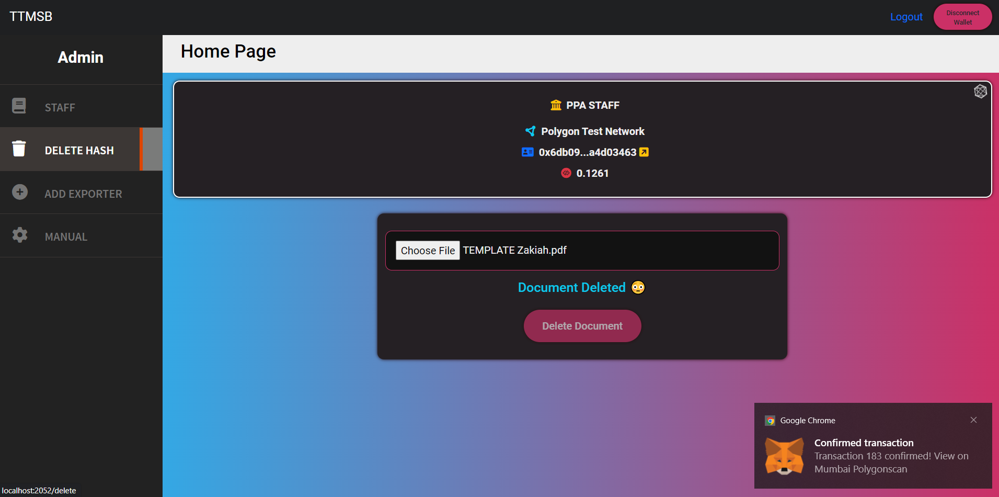 TTMSB
Logout
Disconnect
Wallet
Admin
STAFF
DELETE HASH
ADD EXPORTER
MANUAL
Home Page
PPA STAFF
Polygon Test Network
0x6db09...a4d03463
0.1261
Choose File TEMPLATE Zakiah.pdf
Document Deleted 😳
Delete Document
Google Chrome
Confirmed transaction
Transaction 183 confirmed! View on
Mumbai Polygonscan
localhost:2052/delete